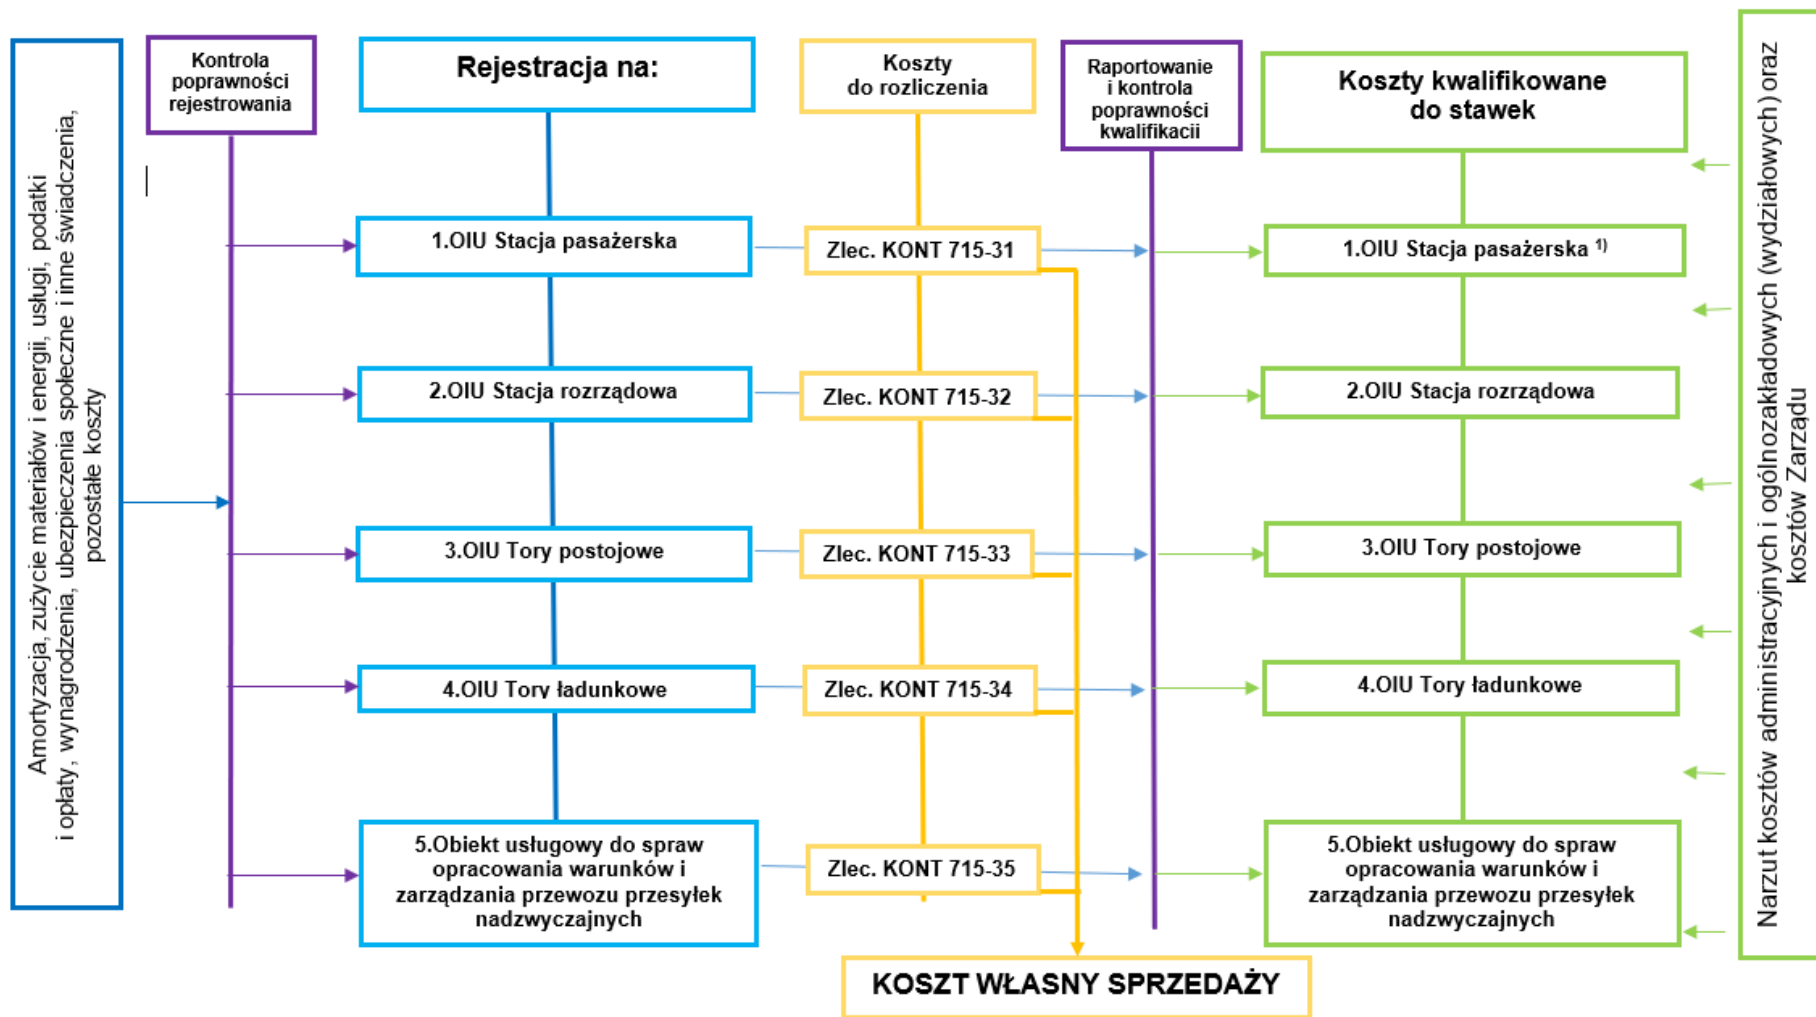 Amortyzacja, zużycie materiałów i energii, usługi, podatki
i opłaty, wynagrodzenia, ubezpieczenia społeczne i inne świadczenia,
pozostałe koszty
Kontrola
poprawności
rejestrowania
Rejestracja na:
1.OIU Stacja pasażerska
2.OIU Stacja rozrządowa
3.OIU Tory postojowe
4.OIU Tory ładunkowe
5.Obiekt usługowy do spraw
opracowania warunków i
zarządzania przewozu przesyłek
nadzwyczajnych
Koszty
do rozliczenia
Zlec. KONT 715-31
Zlec. KONT 715-32
Zlec. KONT 715-33
Zlec. KONT 715-34
Zlec. KONT 715-35
KOSZT WŁASNY SPRZEDAŻY
Raportowanie
i kontrola
poprawności
kwalifikacii
Koszty kwalifikowane
do stawek
1.OIU Stacja pasażerska ¹⁾
2.OIU Stacja rozrządowa
3.OIU Tory postojowe
4.OIU Tory ładunkowe
5.Obiekt usługowy do spraw
opracowania warunków i
zarządzania przewozu przesyłek
nadzwyczajnych
Narzut kosztów administracyjnych i ogólnozakładowych (wydziałowych) oraz
kosztów Zarządu